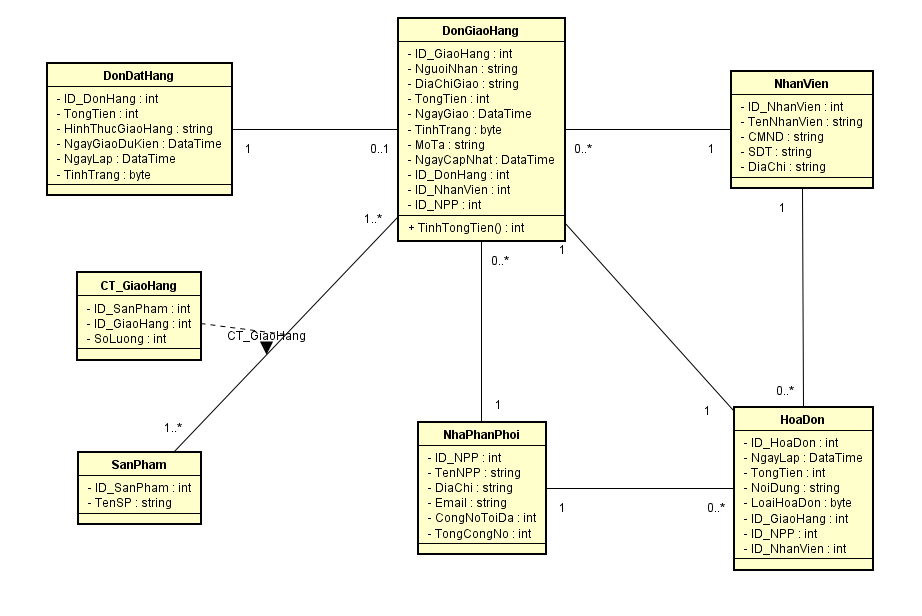 DonGiaoHang
- ID_GiaoHang : int
- NguoiNhan : string
- DiaChiGiao : string
- TongTien : int
- NgayGiao : DataTime
- TinhTrang : byte
- MoTa : string
- NgayCapNhat : DataTime
- ID_DonHang : int
- ID_NhanVien : int
- ID_NPP : int
+ TinhTongTien() : int
DonDatHang
- ID_DonHang : int
- TongTien : int
- HinhThucGiaoHang : string
- NgayGiaoDuKien : DataTime
- NgayLap : DataTime
- TinhTrang : byte
NhanVien
- ID_NhanVien : int
- TenNhanVien : string
- CMND : string
- SDT : string
- DiaChi : string
1
0..1
0..*
1
1..*
1
0..*
1
CT_GiaoHang
- ID_SanPham : int
- ID_GiaoHang : int
- SoLuong : int
CT_GiaoHang
0..*
1
1
1..*
SanPham
- ID_SanPham : int
- TenSP : string
NhaPhanPhoi
- ID_NPP : int
- TenNPP : string
- DiaChi : string
- Email : string
- CongNoToiDa : int
- TongCongNo : int
1
0..*
HoaDon
- ID_HoaDon : int
- NgayLap : DataTime
- TongTien : int
- NoiDung : string
- LoaiHoaDon : byte
- ID_GiaoHang : int
- ID_NPP : int
- ID_NhanVien : int